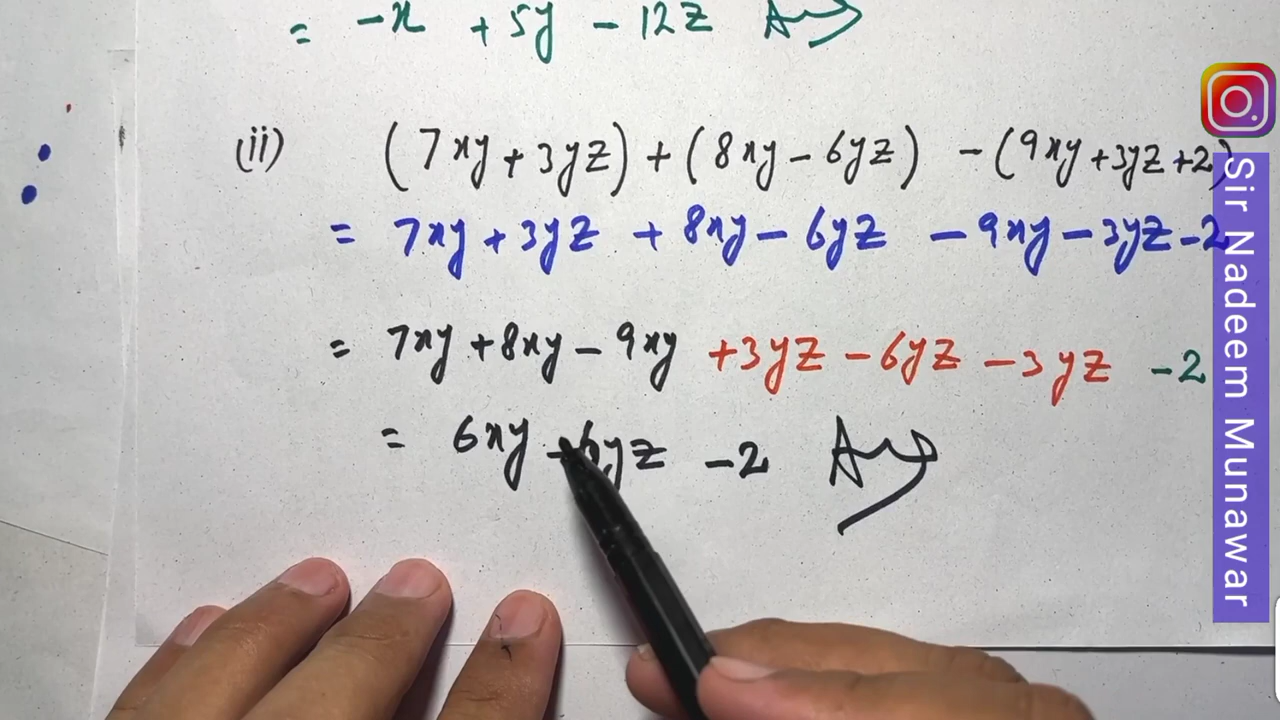 = -x + 5y - 12z Ans
(ii) (7xy + 3yz) + (8xy - 6yz) - (9xy + 3yz + 2)
= 7xy + 3yz + 8xy - 6yz - 9xy - 3yz - 2
= 7xy + 8xy - 9xy + 3yz - 6yz - 3yz - 2
= 6xy - 6yz - 2 Ans
Sir Nadeem Munawar